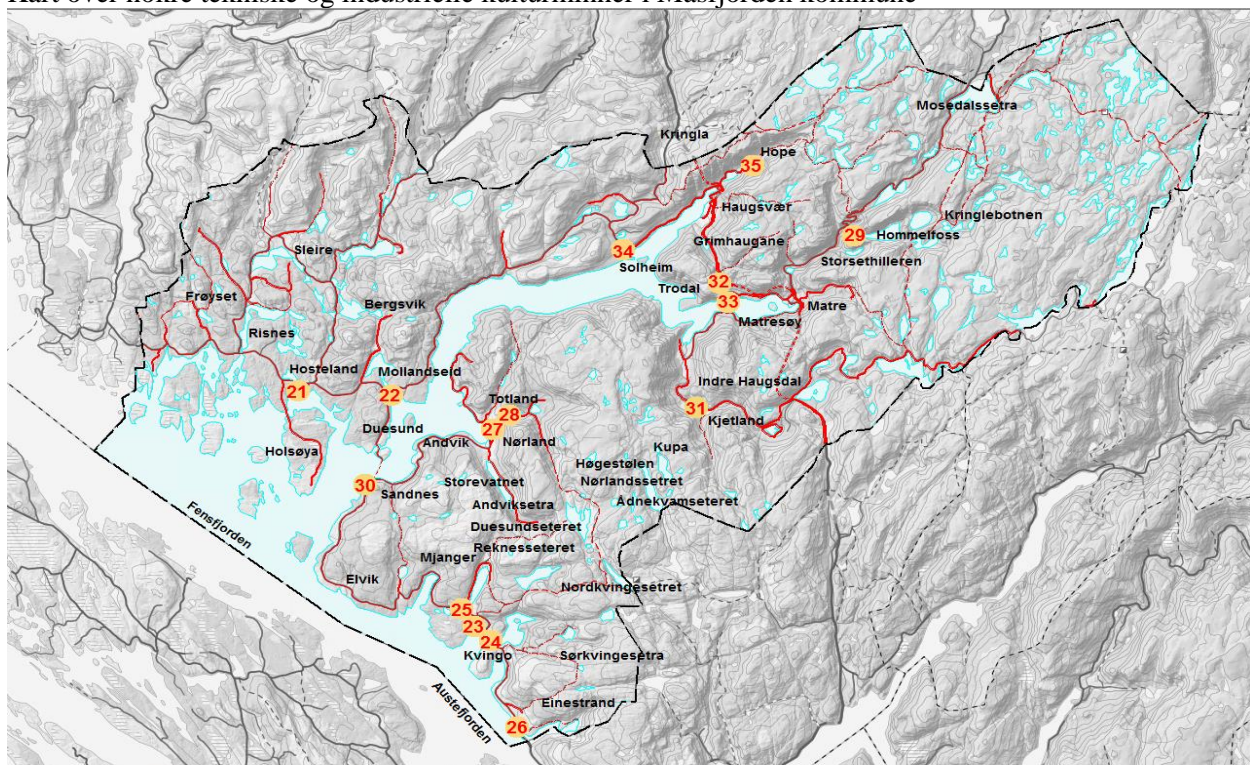 Kart over nokre tekniske og industrielle kulturminner i Masfjorden kommune
Mosedalssetra
Kringla
Hope
35
Haugsvær
Kringlebotnen
29
Hommelfoss
Grimhaugane
Sleire
34
Storsethilleren
Solheim
32
Trodal
Frøyset
Bergsvik
33
Matre
Matresøy
Risnes
Hosteland
Mollandseid
21
22
Indre Haugsdal
Totland
28
31
Kjetland
Duesund
27
Nørland
Andvik
Holsøya
Kupa
Høgestølen
30
Storevatnet
Nørlandssetret
Sandnes
Adnekvamseteret
Andviksetra
Fensfjorden
Duesundseteret
Reknesseteret
Mjanger
Elvik
Nordkvingesetret
25
23
24
Kvingo
Sørkvingesetra
Austefjorden
Einestrand
26